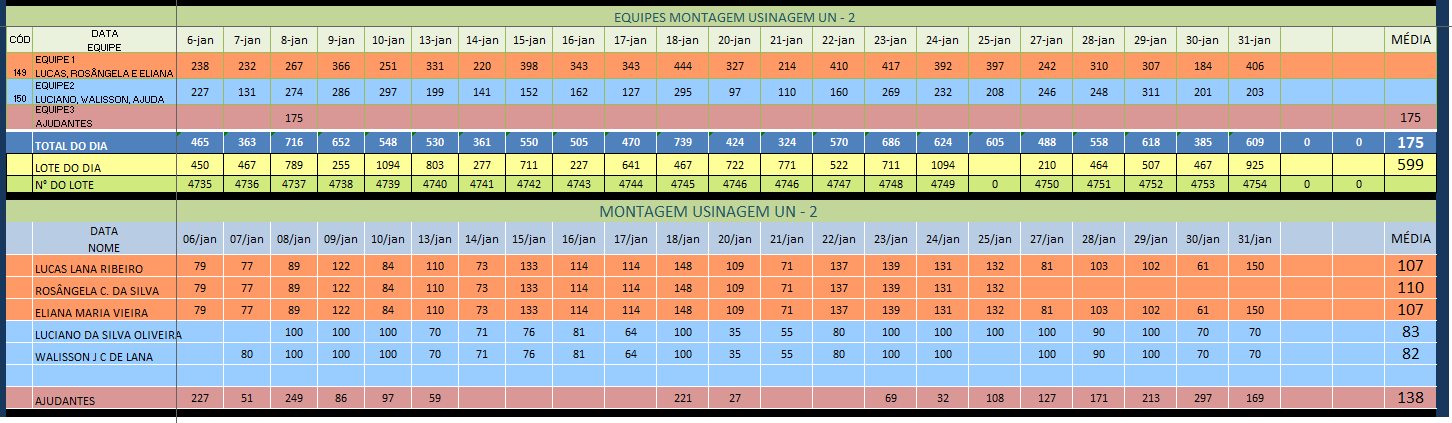 EQUIPES MONTAGEM USINAGEM UN - 2
CÓD DATA EQUIPE 6-jan 7-jan 8-jan 9-jan 10-jan 13-jan 14-jan 15-jan 16-jan 17-jan 18-jan 20-jan 21-jan 22-jan 23-jan 24-jan 25-jan 27-jan 28-jan 29-jan 30-jan 31-jan MÉDIA
EQUIPE 1
149 LUCAS, ROSÂNGELA E ELIANA 238 232 267 366 251 331 220 398 343 343 444 327 214 410 417 392 397 242 310 307 184 406
EQUIPE2
150 LUCIANO, WALISSON, AJUDA 227 131 274 286 297 199 141 152 162 127 295 97 110 160 269 232 208 246 248 311 201 203
EQUIPE3
AJUDANTES 175 175
TOTAL DO DIA 465 363 716 652 548 530 361 550 505 470 739 424 324 570 686 624 605 488 558 618 385 609 0 0 175
LOTE DO DIA 450 467 789 255 1094 803 277 711 227 641 467 722 771 522 711 1094 210 464 507 467 925 599
N° DO LOTE 4735 4736 4737 4738 4739 4740 4741 4742 4743 4744 4745 4746 4746 4747 4748 4749 0 4750 4751 4752 4753 4754 0 0
MONTAGEM USINAGEM UN - 2
DATA NOME 06/jan 07/jan 08/jan 09/jan 10/jan 13/jan 14/jan 15/jan 16/jan 17/jan 18/jan 20/jan 21/jan 22/jan 23/jan 24/jan 25/jan 27/jan 28/jan 29/jan 30/jan 31/jan MÉDIA
LUCAS LANA RIBEIRO 79 77 89 122 84 110 73 133 114 114 148 109 71 137 139 131 132 81 103 102 61 150 107
ROSÂNGELA C. DA SILVA 79 77 89 122 84 110 73 133 114 114 148 109 71 137 139 131 132 110
ELIANA MARIA VIEIRA 79 77 89 122 84 110 73 133 114 114 148 109 71 137 139 131 132 81 103 102 61 150 107
LUCIANO DA SILVA OLIVEIRA 100 100 100 70 71 76 81 64 100 35 55 80 100 100 100 100 90 100 70 70 83
WALISSON J C DE LANA 80 100 100 100 70 71 76 81 64 100 35 55 80 100 100 100 90 100 70 70 82
AJUDANTES 227 51 249 86 97 59 221 27 69 32 108 127 171 213 297 169 138